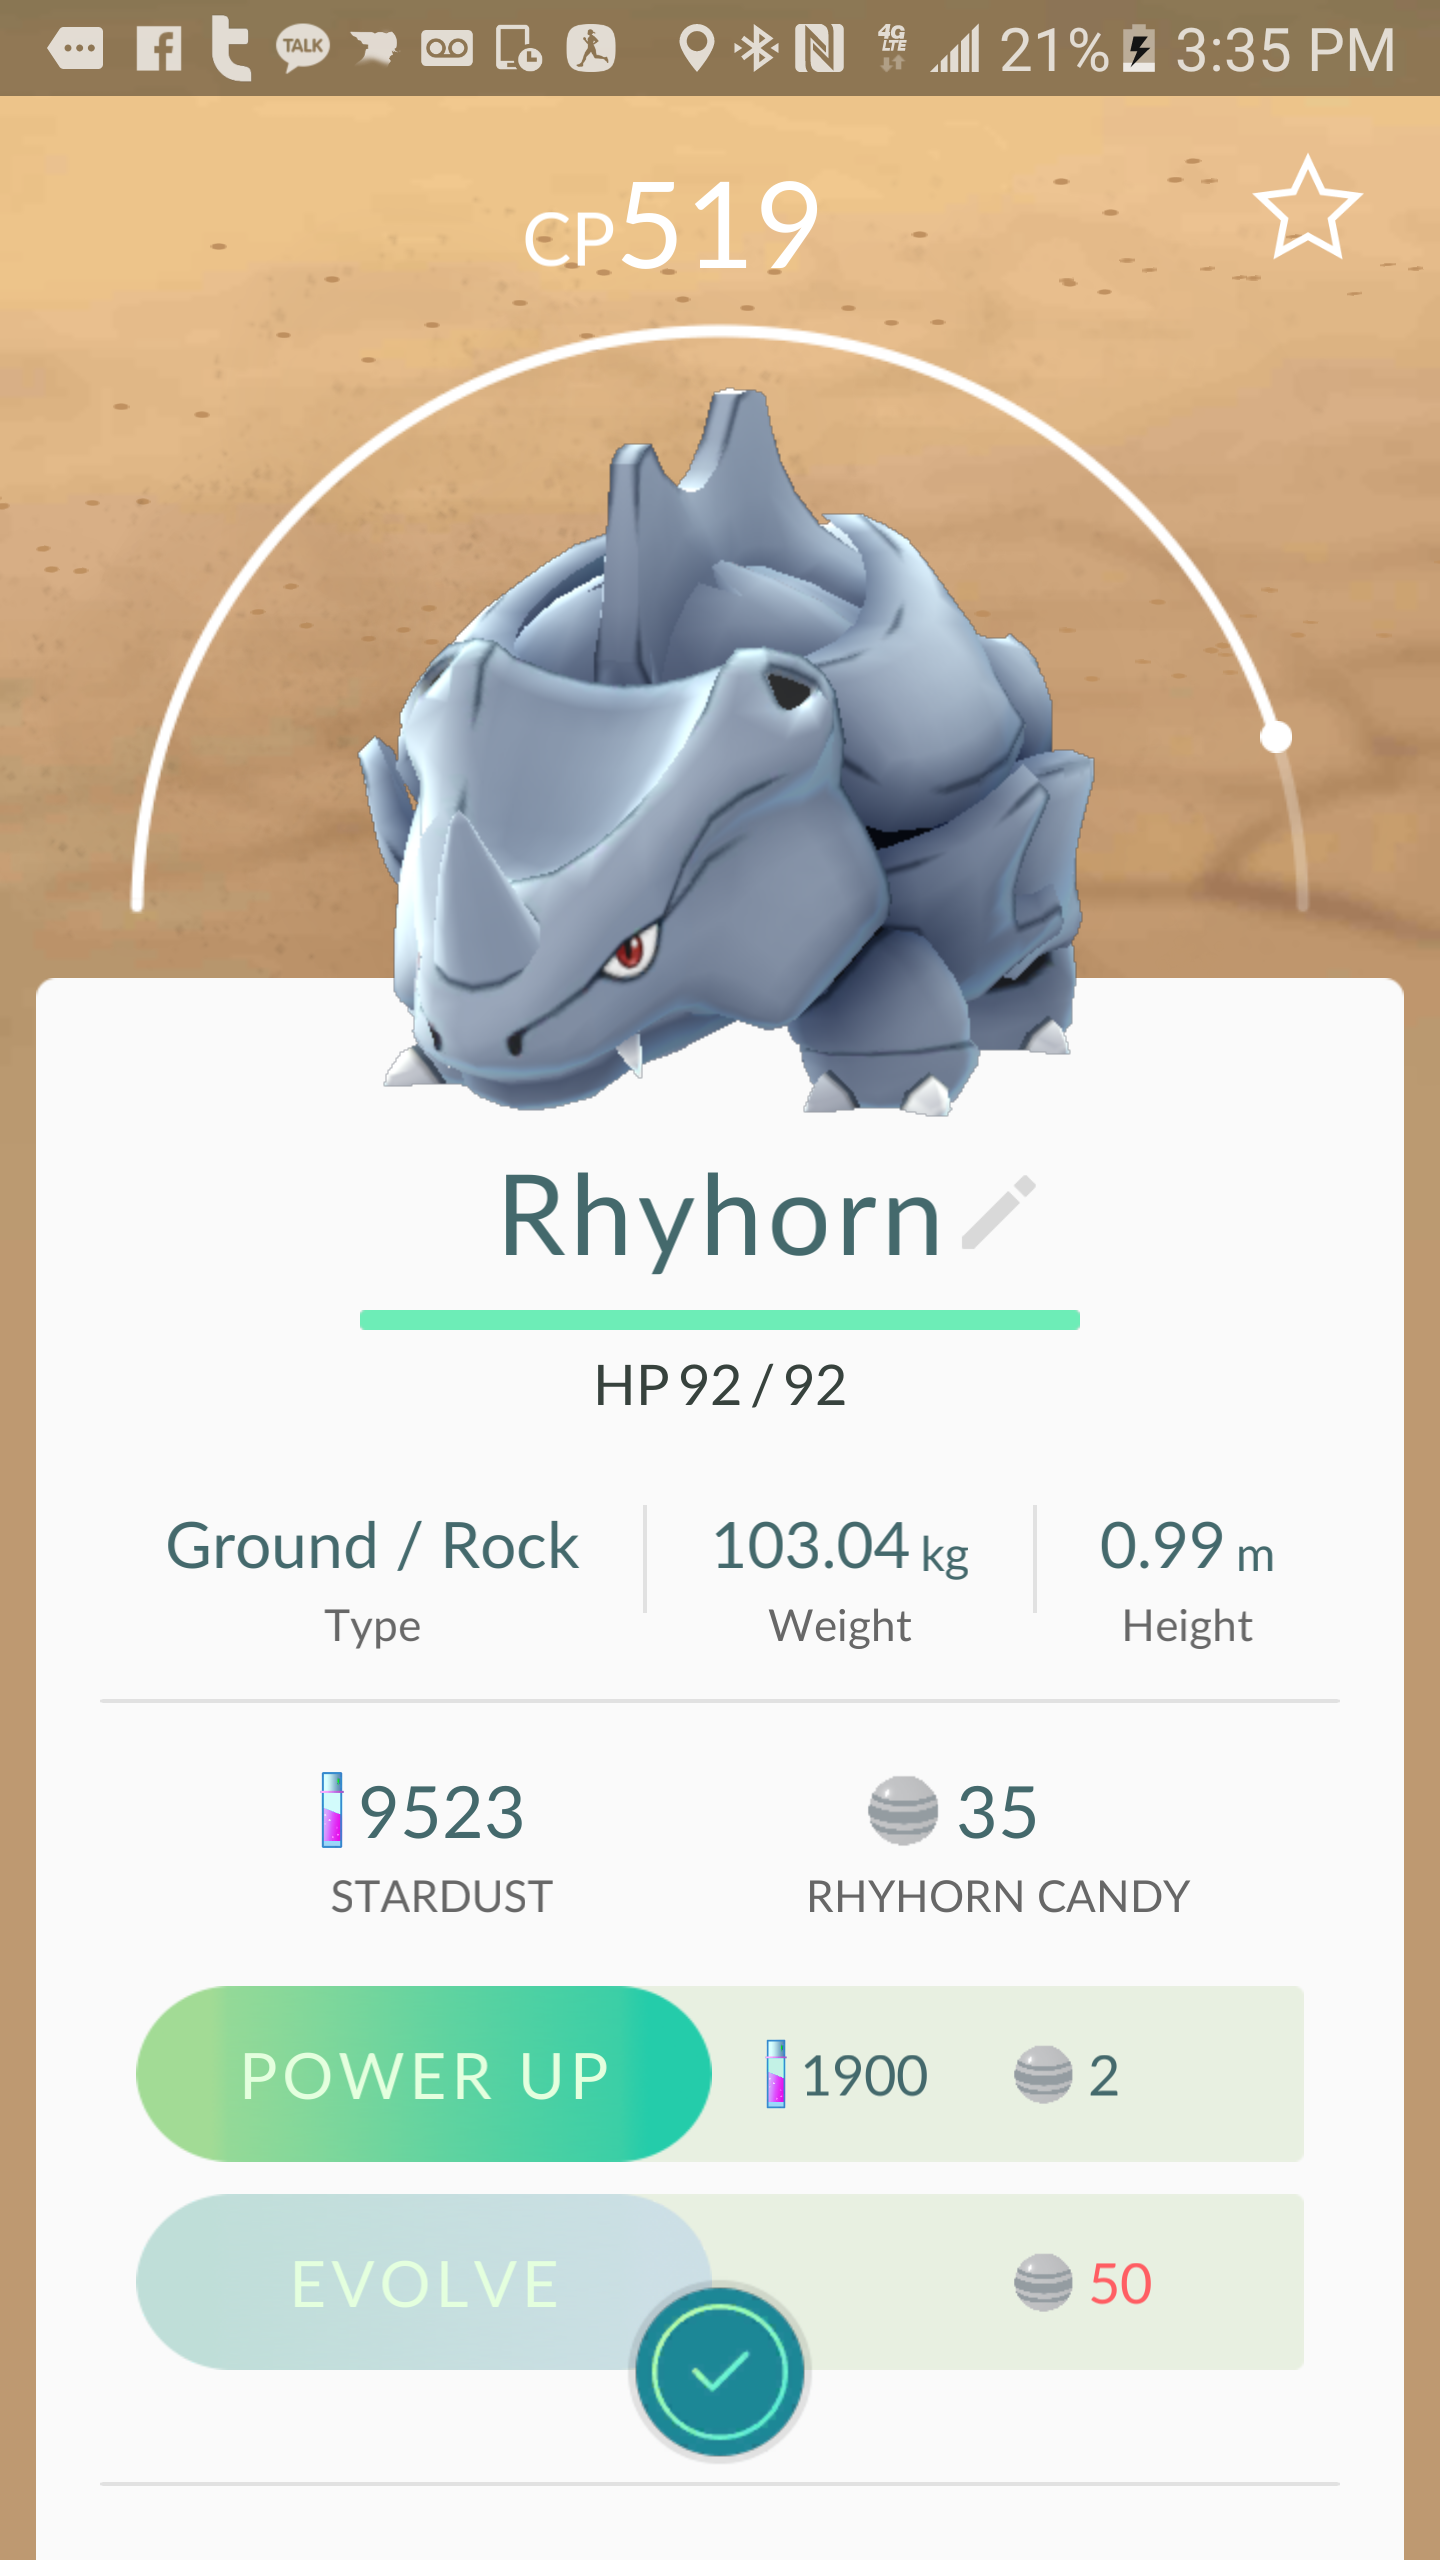 TALK 4G LTE 21% 3:35 PM
CP519
Rhyhorn
HP 92 / 92
Ground / Rock 103.04 kg 0.99 m
Type Weight Height
9523 35
STARDUST RHYHORN CANDY
POWER UP 1900 2
EVOLVE 50